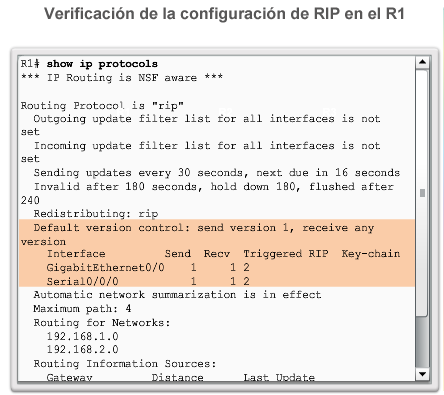 Verificación de la configuración de RIP en el R1
R1# show ip protocols
*** IP Routing is NSF aware ***
Routing Protocol is "rip"
Outgoing update filter list for all interfaces is not
set
Incoming update filter list for all interfaces is not
set
Sending updates every 30 seconds, next due in 16 seconds
Invalid after 180 seconds, hold down 180, flushed after
240
Redistributing: rip
Default version control: send version 1, receive any
version
Interface Send Recv Triggered RIP Key-chain
GigabitEthernet0/0 1 1 2
Serial0/0/0 1 1 2
Automatic network summarization is in effect
Maximum path: 4
Routing for Networks:
192.168.1.0
192.168.2.0
Routing Information Sources:
Gateway Distance Last Update